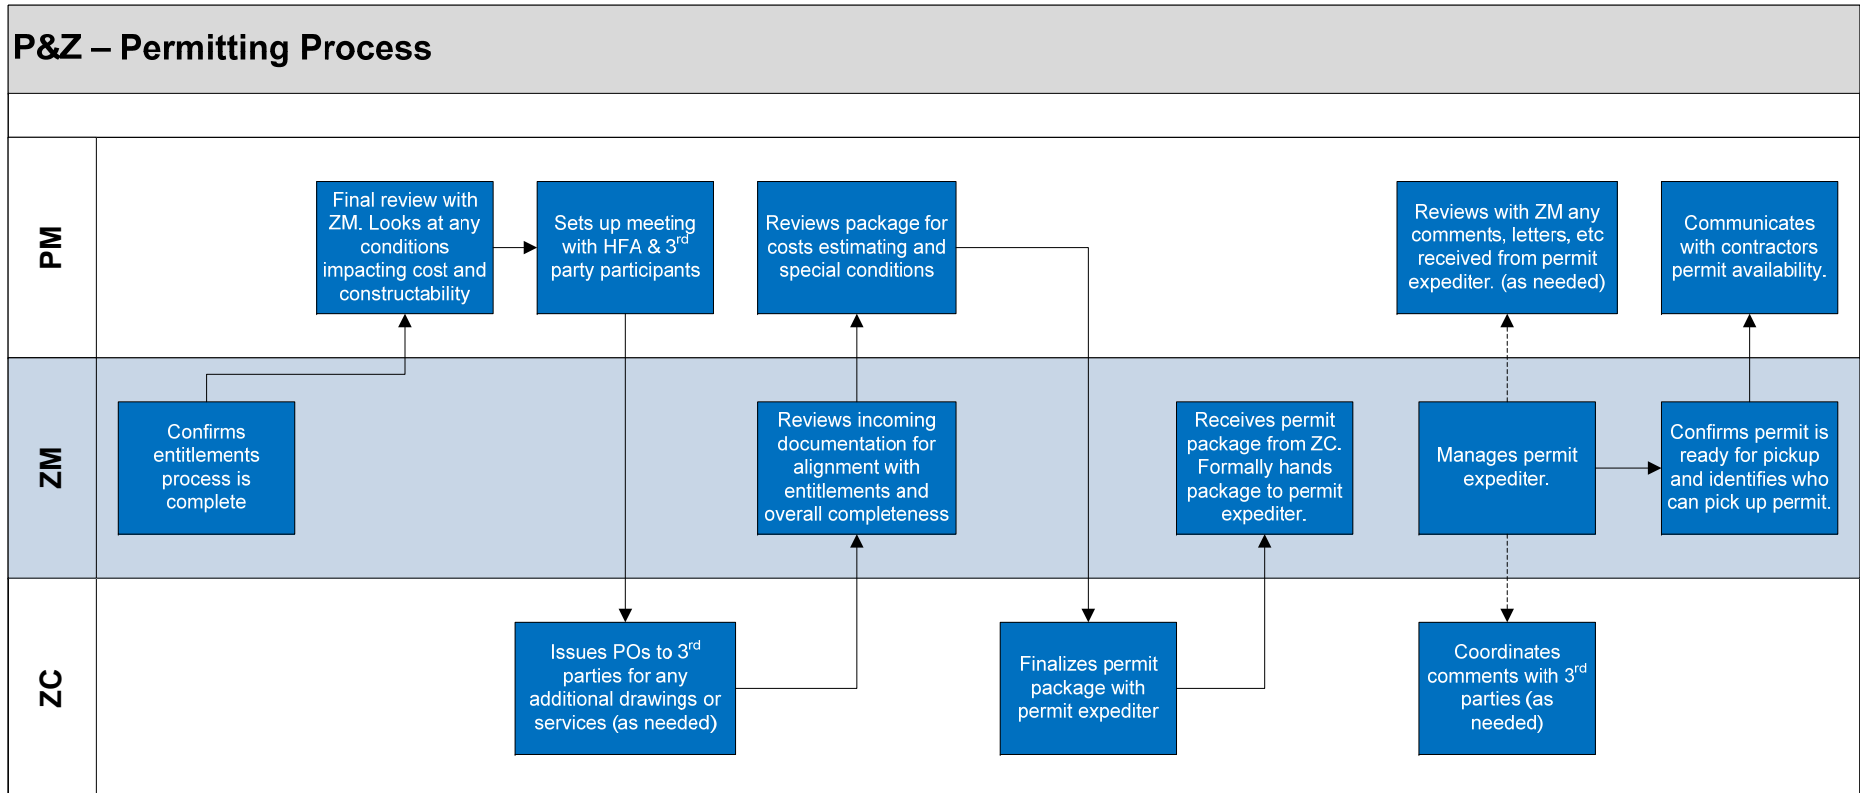 P&Z – Permitting Process
PM
Final review with
ZM. Looks at any
conditions
impacting cost and
constructability
Sets up meeting
with HFA & 3rd
party participants
Reviews package for
costs estimating and
special conditions
Reviews with ZM any
comments, letters, etc
received from permit
expediter. (as needed)
Communicates
with contractors
permit availability.
ZM
Confirms
entitlements
process is
complete
Reviews incoming
documentation for
alignment with
entitlements and
overall completeness
Receives permit
package from ZC.
Formally hands
package to permit
expediter.
Manages permit
expediter.
Confirms permit is
ready for pickup
and identifies who
can pick up permit.
ZC
Issues POs to 3rd
parties for any
additional drawings or
services (as needed)
Finalizes permit
package with
permit expediter
Coordinates
comments with 3rd
parties (as
needed)